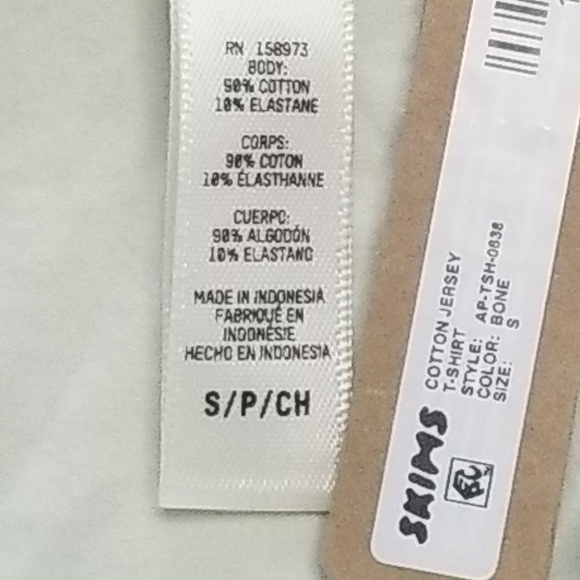 RN 158973
BODY:
90% COTTON
10% ELASTANE
CORPS:
90% COTON
10% ÉLASTHANNE
CUERPO:
90% ALGODÓN
10% ELASTANO
MADE IN INDONESIA
FABRIQUÉ EN
INDONÉSIE
HECHO EN INDONESIA
S/P/CH
SKIMS
COTTON JERSEY
T-SHIRT
STYLE: AP-TSH-0838
COLOR: BONE
SIZE: S